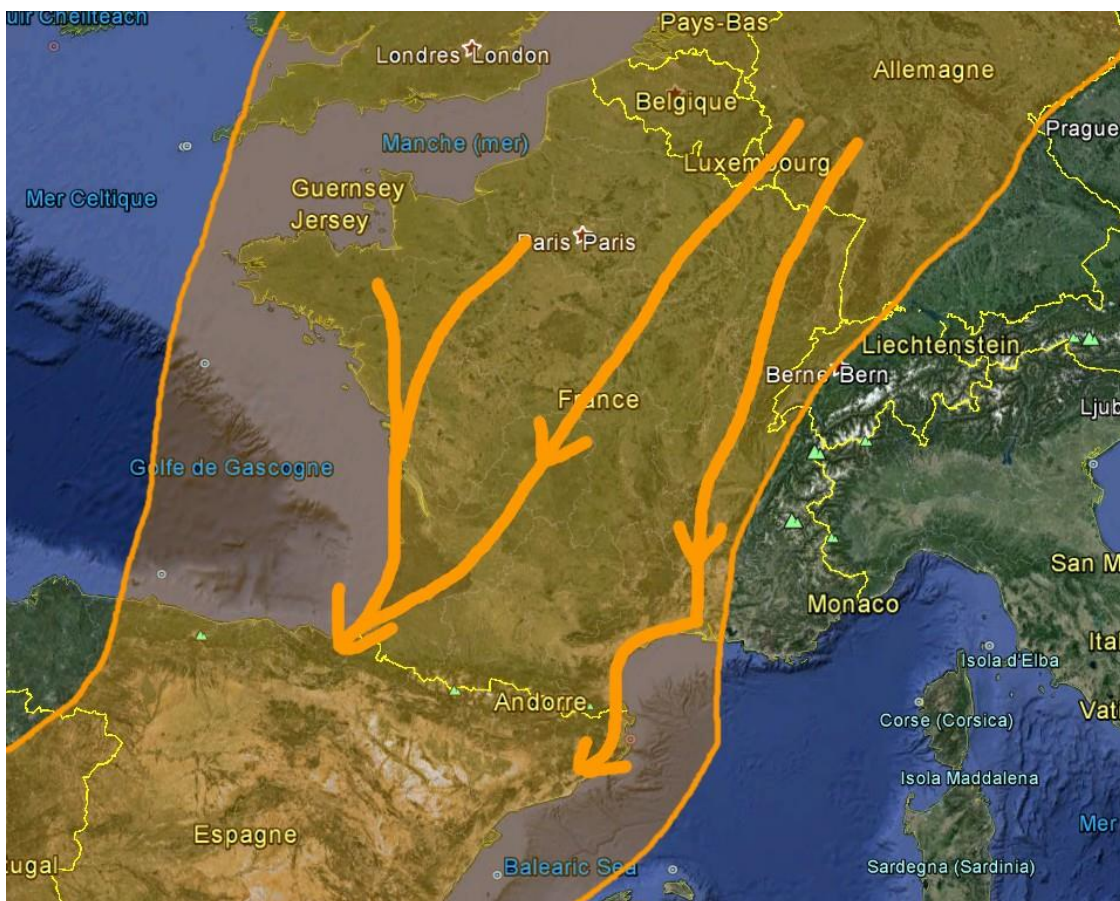 Cheilteach
Pays-Bas
Londres London
Allemagne
Belgique
Prague
Manche (mer)
Luxembourg
Guernsey
Jersey
Mer Celtique
Paris Paris
Liechtenstein
Berne Bern
France
Ljub
Golfe de Gascogne
San M
Monaco
Ita
Isola d'Elba
Andorre
Vat
Corse (Corsica)
Isola Maddalena
Mer
Espagne
tugal
Balearic Sea
Sardegna (Sardinia)